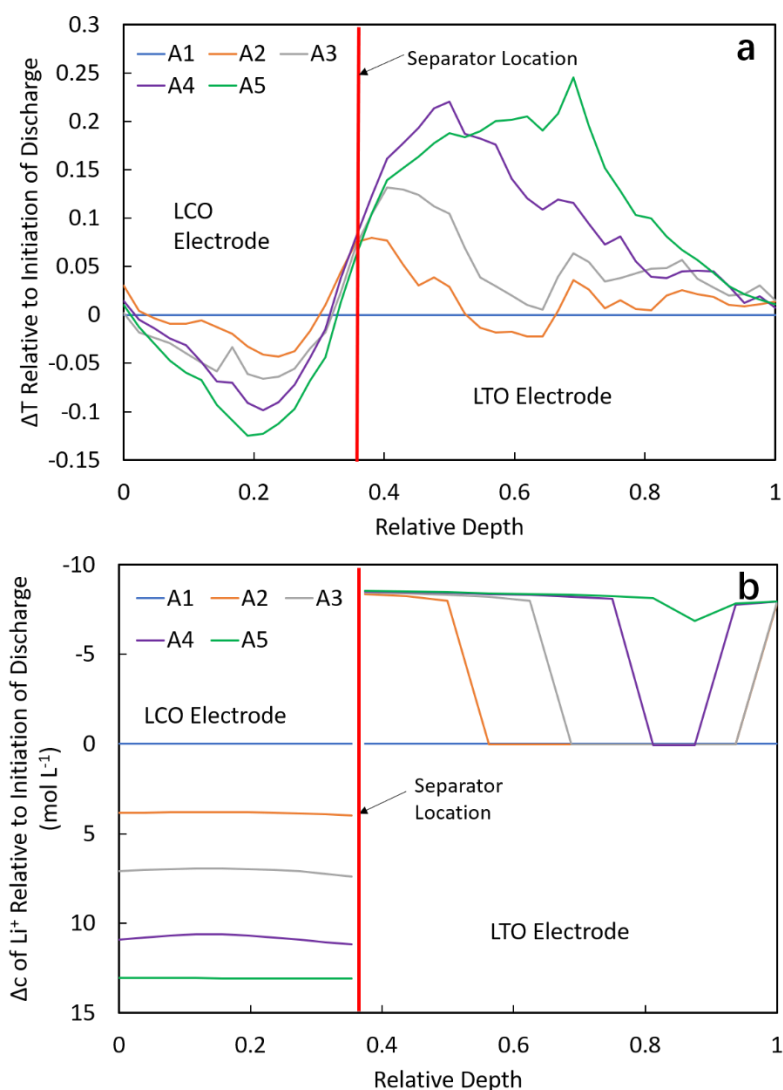 a
A1 A2 A3
A4 A5
Separator Location
LCO
Electrode
LTO Electrode
0.3
0.25
0.2
0.15
0.1
0.05
0
-0.05
-0.1
-0.15
ΔT Relative to Initiation of Discharge
0 0.2 0.4 0.6 0.8 1
Relative Depth
b
A1 A2 A3
A4 A5
LCO Electrode
Separator
Location
LTO Electrode
-10
-5
0
5
10
15
Δc of Li⁺ Relative to Initiation of Discharge
(mol L⁻¹)
0 0.2 0.4 0.6 0.8 1
Relative Depth